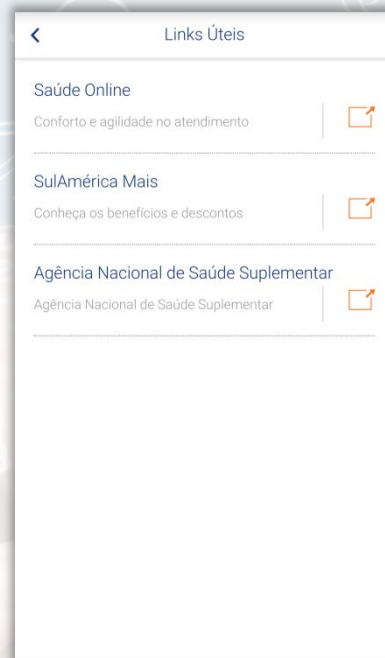 Links Úteis
Saúde Online
Conforto e agilidade no atendimento
SulAmérica Mais
Conheça os benefícios e descontos
Agência Nacional de Saúde Suplementar
Agência Nacional de Saúde Suplementar